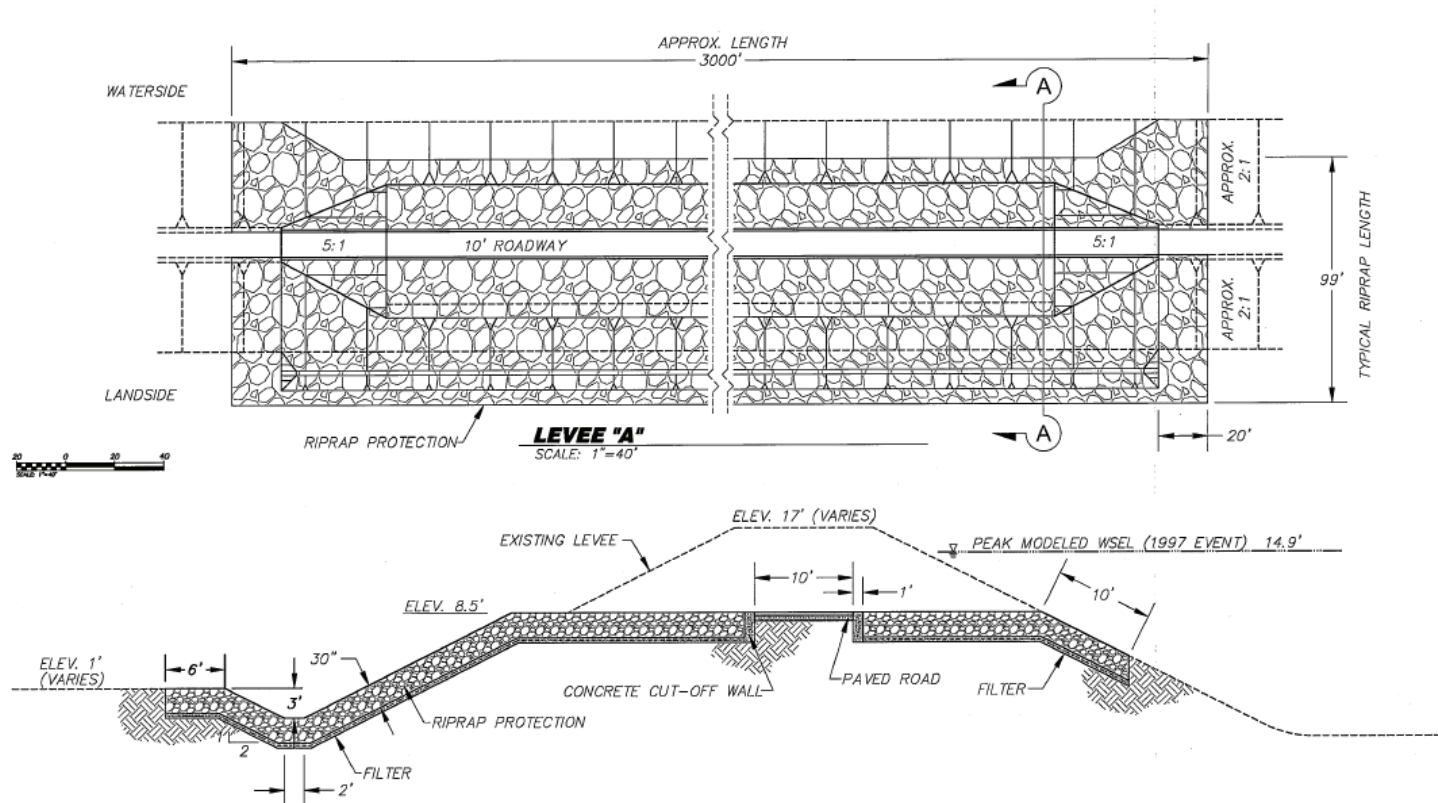 APPROX. LENGTH
3000'
WATERSIDE
A
APPROX.
2:1
5:1
10' ROADWAY
5:1
99'
TYPICAL RIPRAP LENGTH
APPROX.
2:1
LANDSIDE
RIPRAP PROTECTION
LEVEE "A"
SCALE: 1"=40'
A
20'
20 0 20 40
SCALE: 1"=40'
ELEV. 17' (VARIES)
EXISTING LEVEE
PEAK MODELED WSEL (1997 EVENT) 14.9'
10'
1'
10'
ELEV. 8.5'
ELEV. 1'
(VARIES)
6'
30"
3'
CONCRETE CUT-OFF WALL
PAVED ROAD
FILTER
RIPRAP PROTECTION
1
2
FILTER
2'